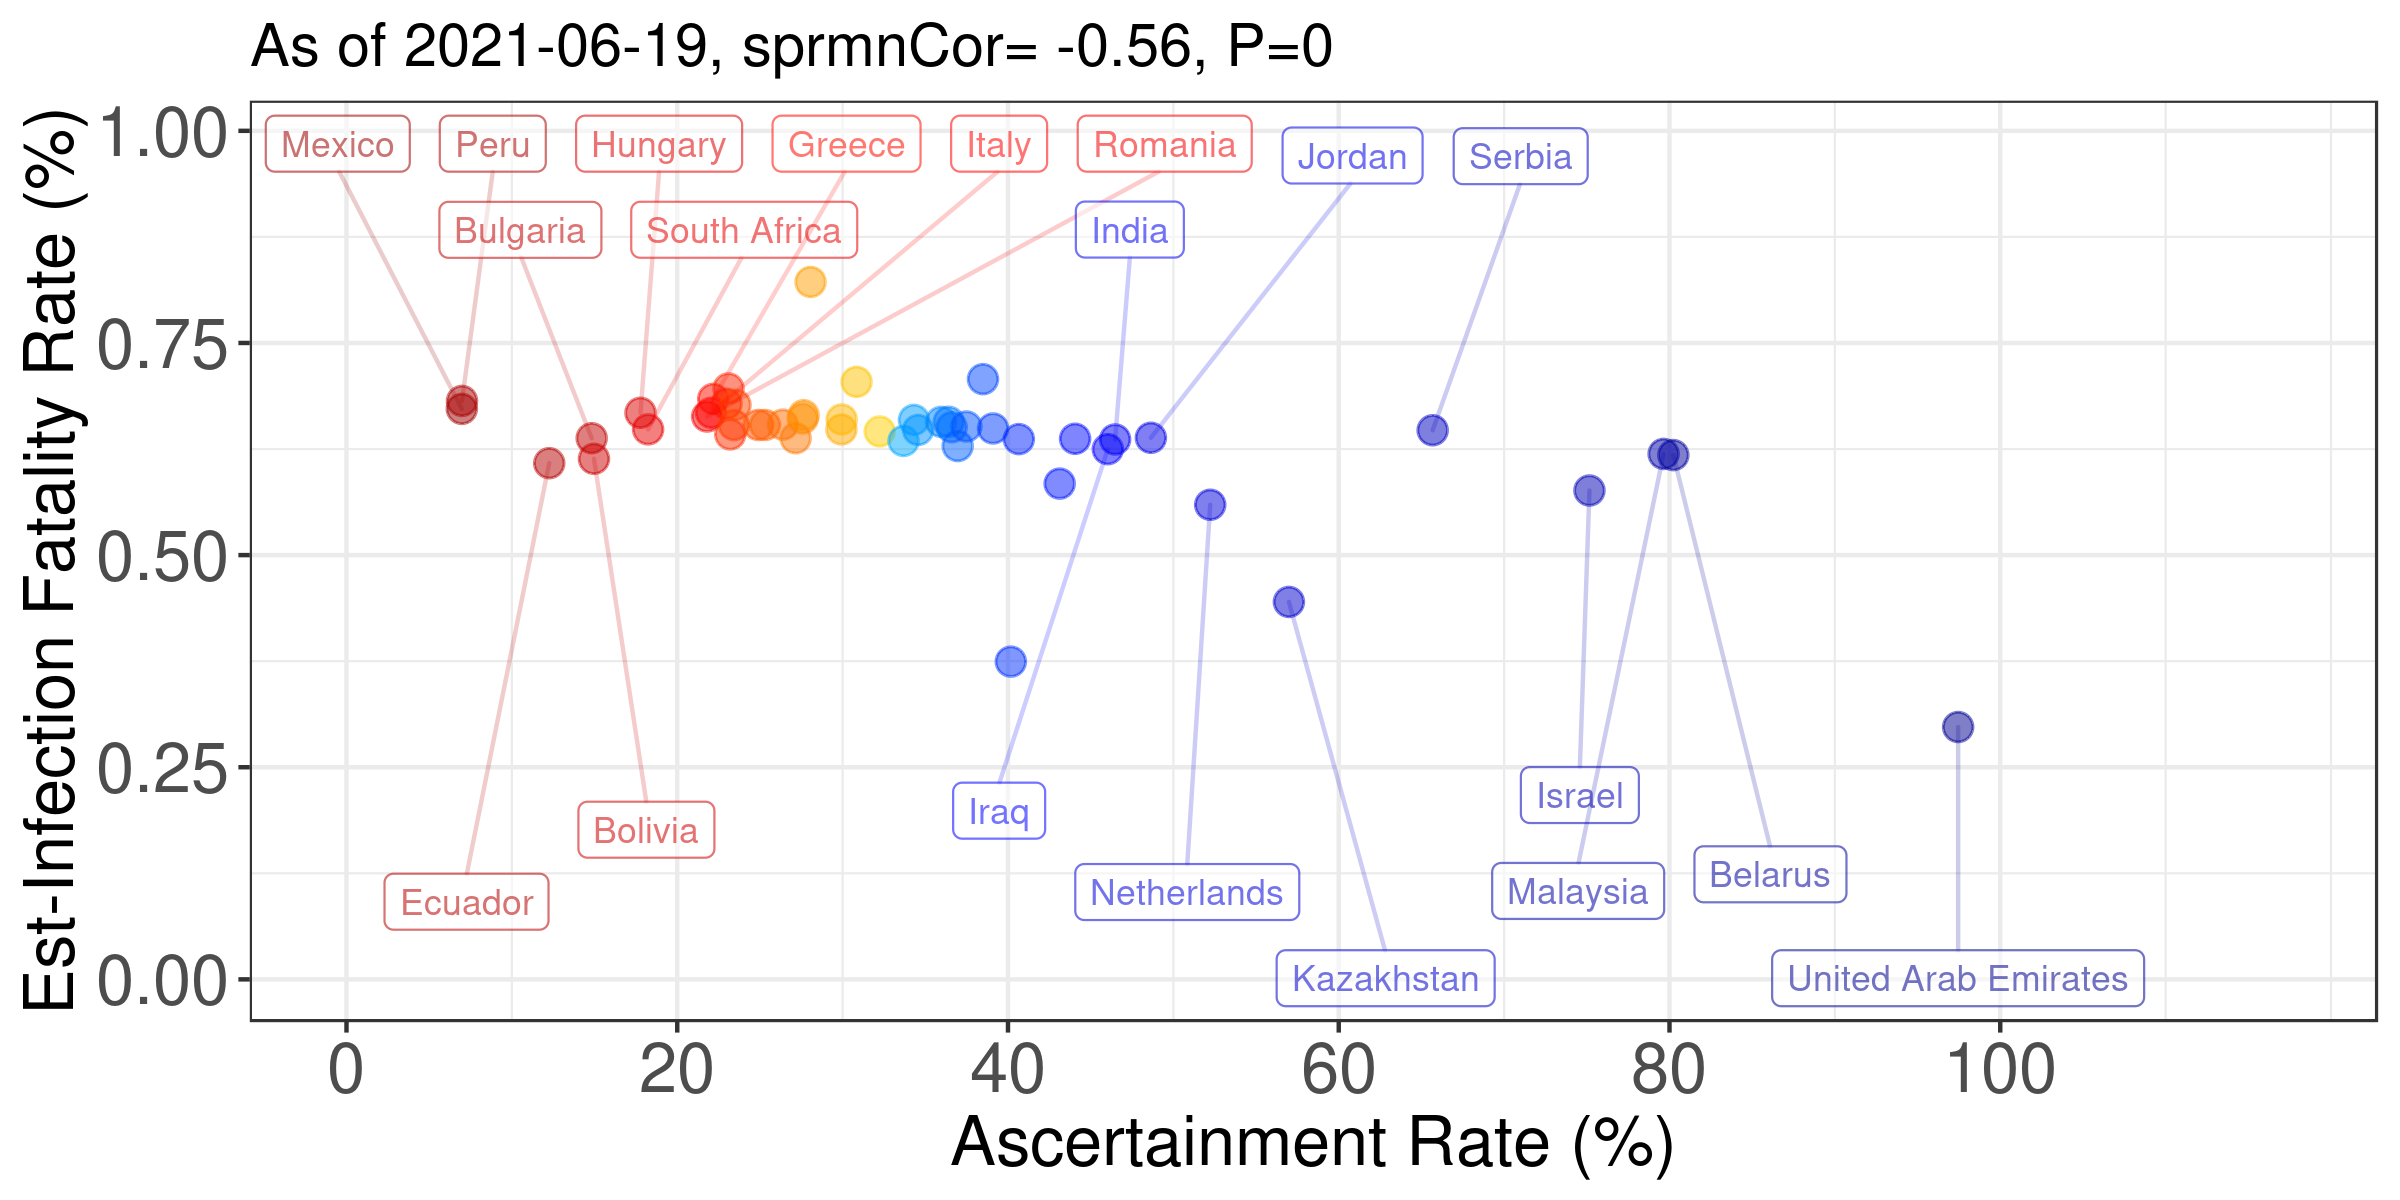 As of 2021-06-19, sprmnCor= -0.56, P=0
Est-Infection Fatality Rate (%)
1.00
0.75
0.50
0.25
0.00
Mexico
Peru
Hungary
Greece
Italy
Romania
Jordan
Serbia
Bulgaria
South Africa
India
Iraq
Israel
Bolivia
Ecuador
Netherlands
Malaysia
Belarus
Kazakhstan
United Arab Emirates
0
20
40
60
80
100
Ascertainment Rate (%)